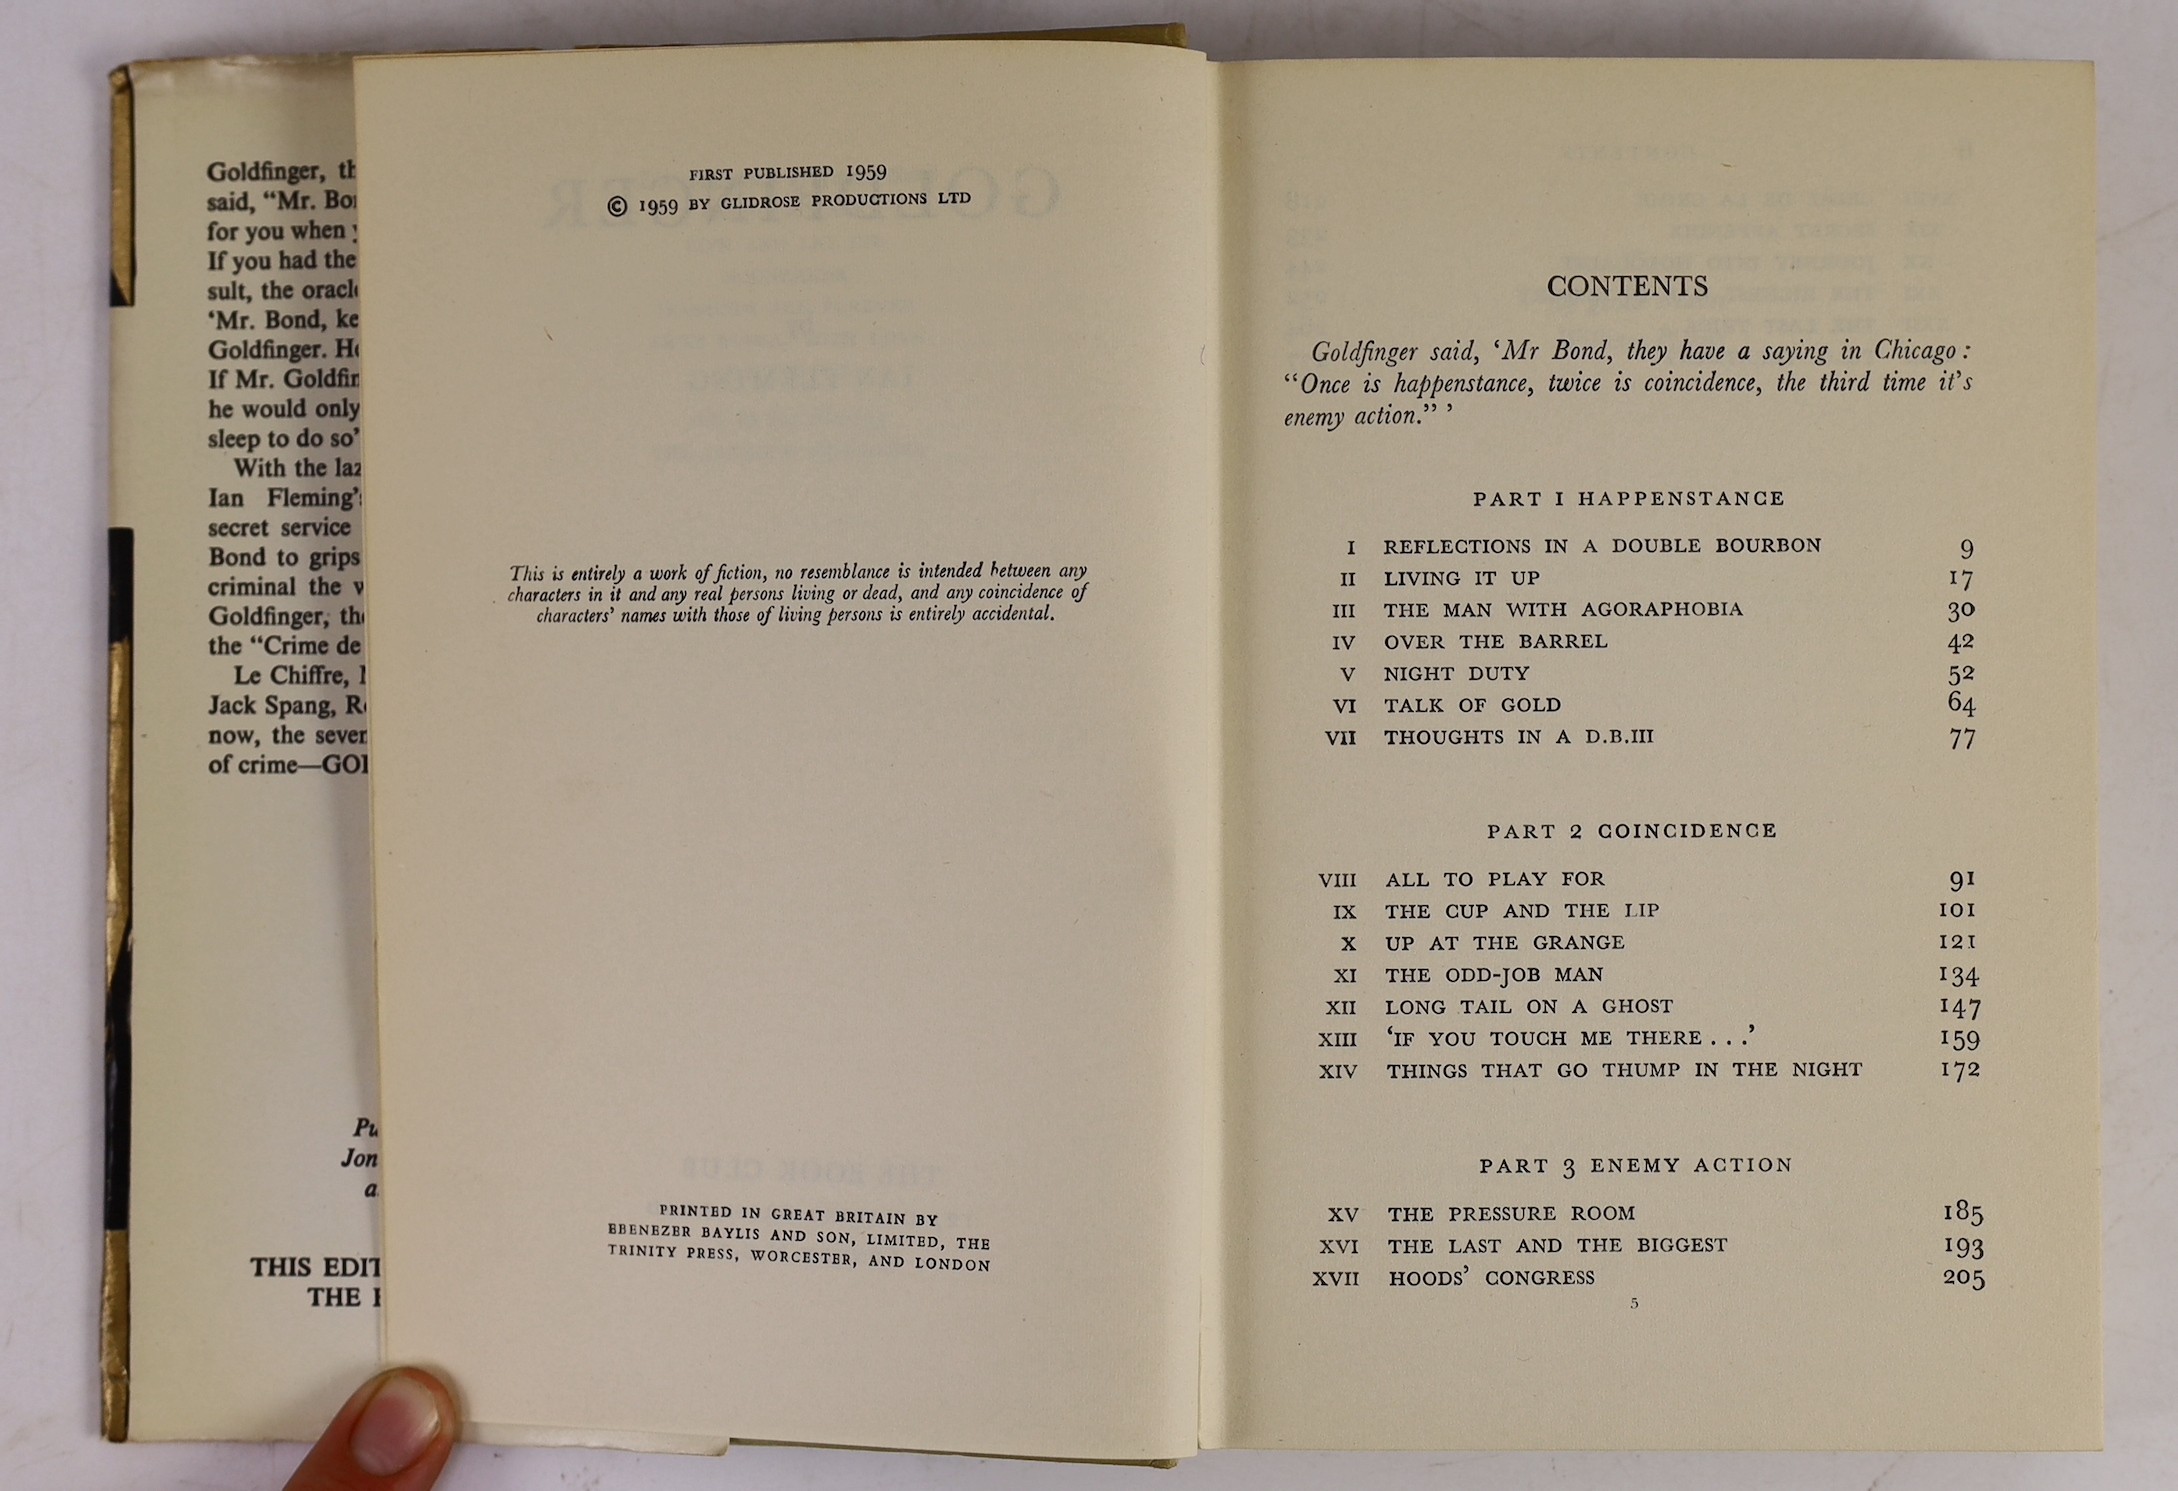 Goldfinger, th
said, “Mr. Bo
for you when
If you had the
sult, the oracl
‘Mr. Bond, ke
Goldfinger. He
If Mr. Goldfin
he would only
sleep to do so’
With the laz
Ian Fleming’s
secret service
Bond to grips
criminal the w
Goldfinger, the
the “Crime de
Le Chiffre,
Jack Spang, R
now, the seven
of crime—GOL
Pu
Jon
a
THIS EDIT
THE
FIRST PUBLISHED 1959
© 1959 BY GLIDROSE PRODUCTIONS LTD
This is entirely a work of fiction, no resemblance is intended between any
characters in it and any real persons living or dead, and any coincidence of
characters’ names with those of living persons is entirely accidental.
PRINTED IN GREAT BRITAIN BY
EBENEZER BAYLIS AND SON, LIMITED, THE
TRINITY PRESS, WORCESTER, AND LONDON
CONTENTS
Goldfinger said, ‘Mr Bond, they have a saying in Chicago:
“Once is happenstance, twice is coincidence, the third time it’s
enemy action.” ’
PART 1 HAPPENSTANCE
I REFLECTIONS IN A DOUBLE BOURBON 9
II LIVING IT UP 17
III THE MAN WITH AGORAPHOBIA 30
IV OVER THE BARREL 42
V NIGHT DUTY 52
VI TALK OF GOLD 64
VII THOUGHTS IN A D.B.III 77
PART 2 COINCIDENCE
VIII ALL TO PLAY FOR 91
IX THE CUP AND THE LIP 101
X UP AT THE GRANGE 121
XI THE ODD-JOB MAN 134
XII LONG TAIL ON A GHOST 147
XIII ‘IF YOU TOUCH ME THERE . . .’ 159
XIV THINGS THAT GO THUMP IN THE NIGHT 172
PART 3 ENEMY ACTION
XV THE PRESSURE ROOM 185
XVI THE LAST AND THE BIGGEST 193
XVII HOODS’ CONGRESS 205
5